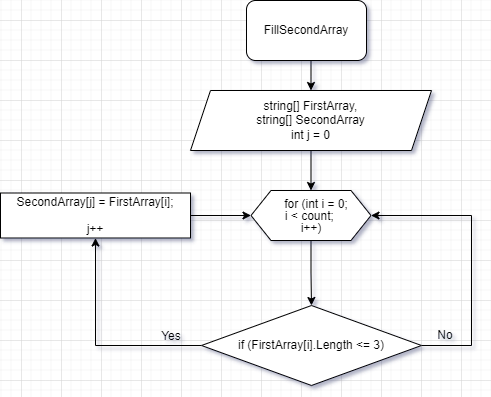 FillSecondArray
string[] FirstArray,
string[] SecondArray
int j = 0
for (int i = 0;
i < count;
i++)
SecondArray[j] = FirstArray[i];
j++
if (FirstArray[i].Length <= 3)
Yes
No